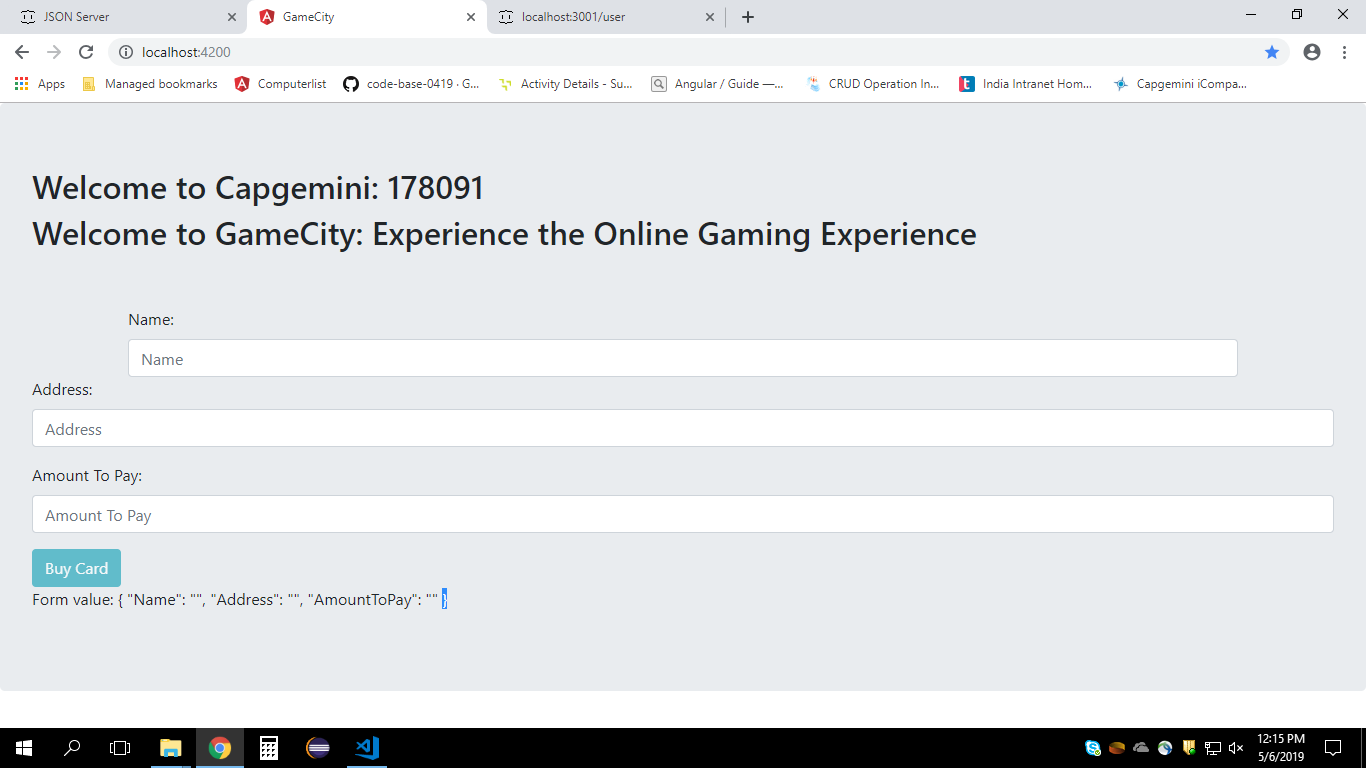 JSON Server GameCity localhost:3001/user
localhost:4200
Apps Managed bookmarks Computerlist code-base-0419 · G... Activity Details - Su... Angular / Guide —... CRUD Operation In... India Intranet Hom... Capgemini iCompa...
Welcome to Capgemini: 178091
Welcome to GameCity: Experience the Online Gaming Experience
Name:
Name
Address:
Address
Amount To Pay:
Amount To Pay
Buy Card
Form value: { "Name": "", "Address": "", "AmountToPay": "" }
12:15 PM
5/6/2019